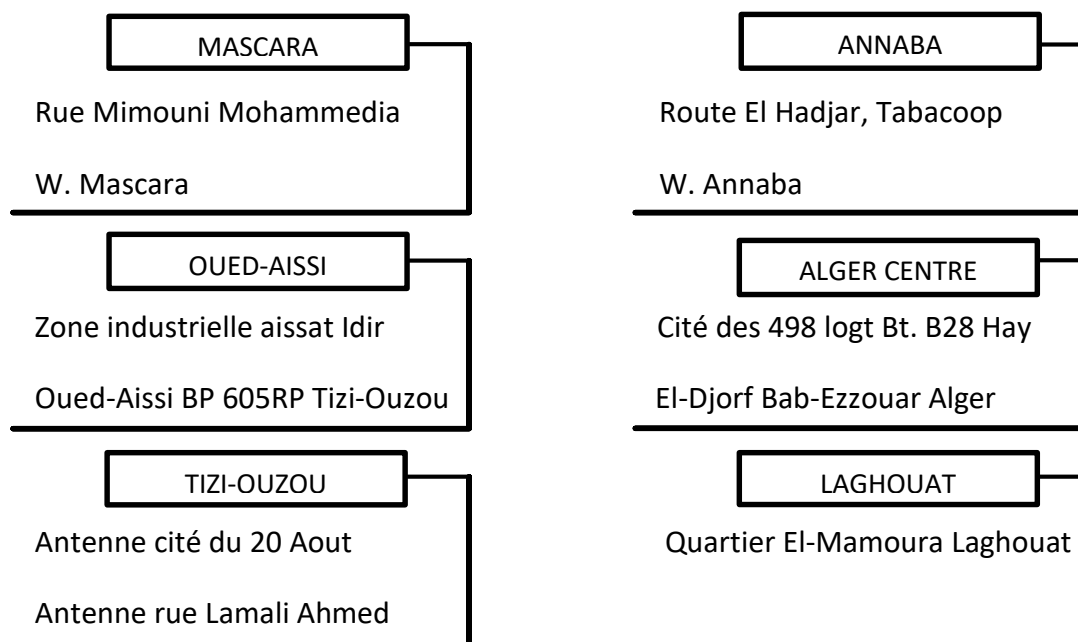 MASCARA
Rue Mimouni Mohammedia
W. Mascara
ANNABA
Route El Hadjar, Tabacoop
W. Annaba
OUED-AISSI
Zone industrielle aissat Idir
Oued-Aissi BP 605RP Tizi-Ouzou
ALGER CENTRE
Cité des 498 logt Bt. B28 Hay
El-Djorf Bab-Ezzouar Alger
TIZI-OUZOU
Antenne cité du 20 Aout
Antenne rue Lamali Ahmed
LAGHOUAT
Quartier El-Mamoura Laghouat